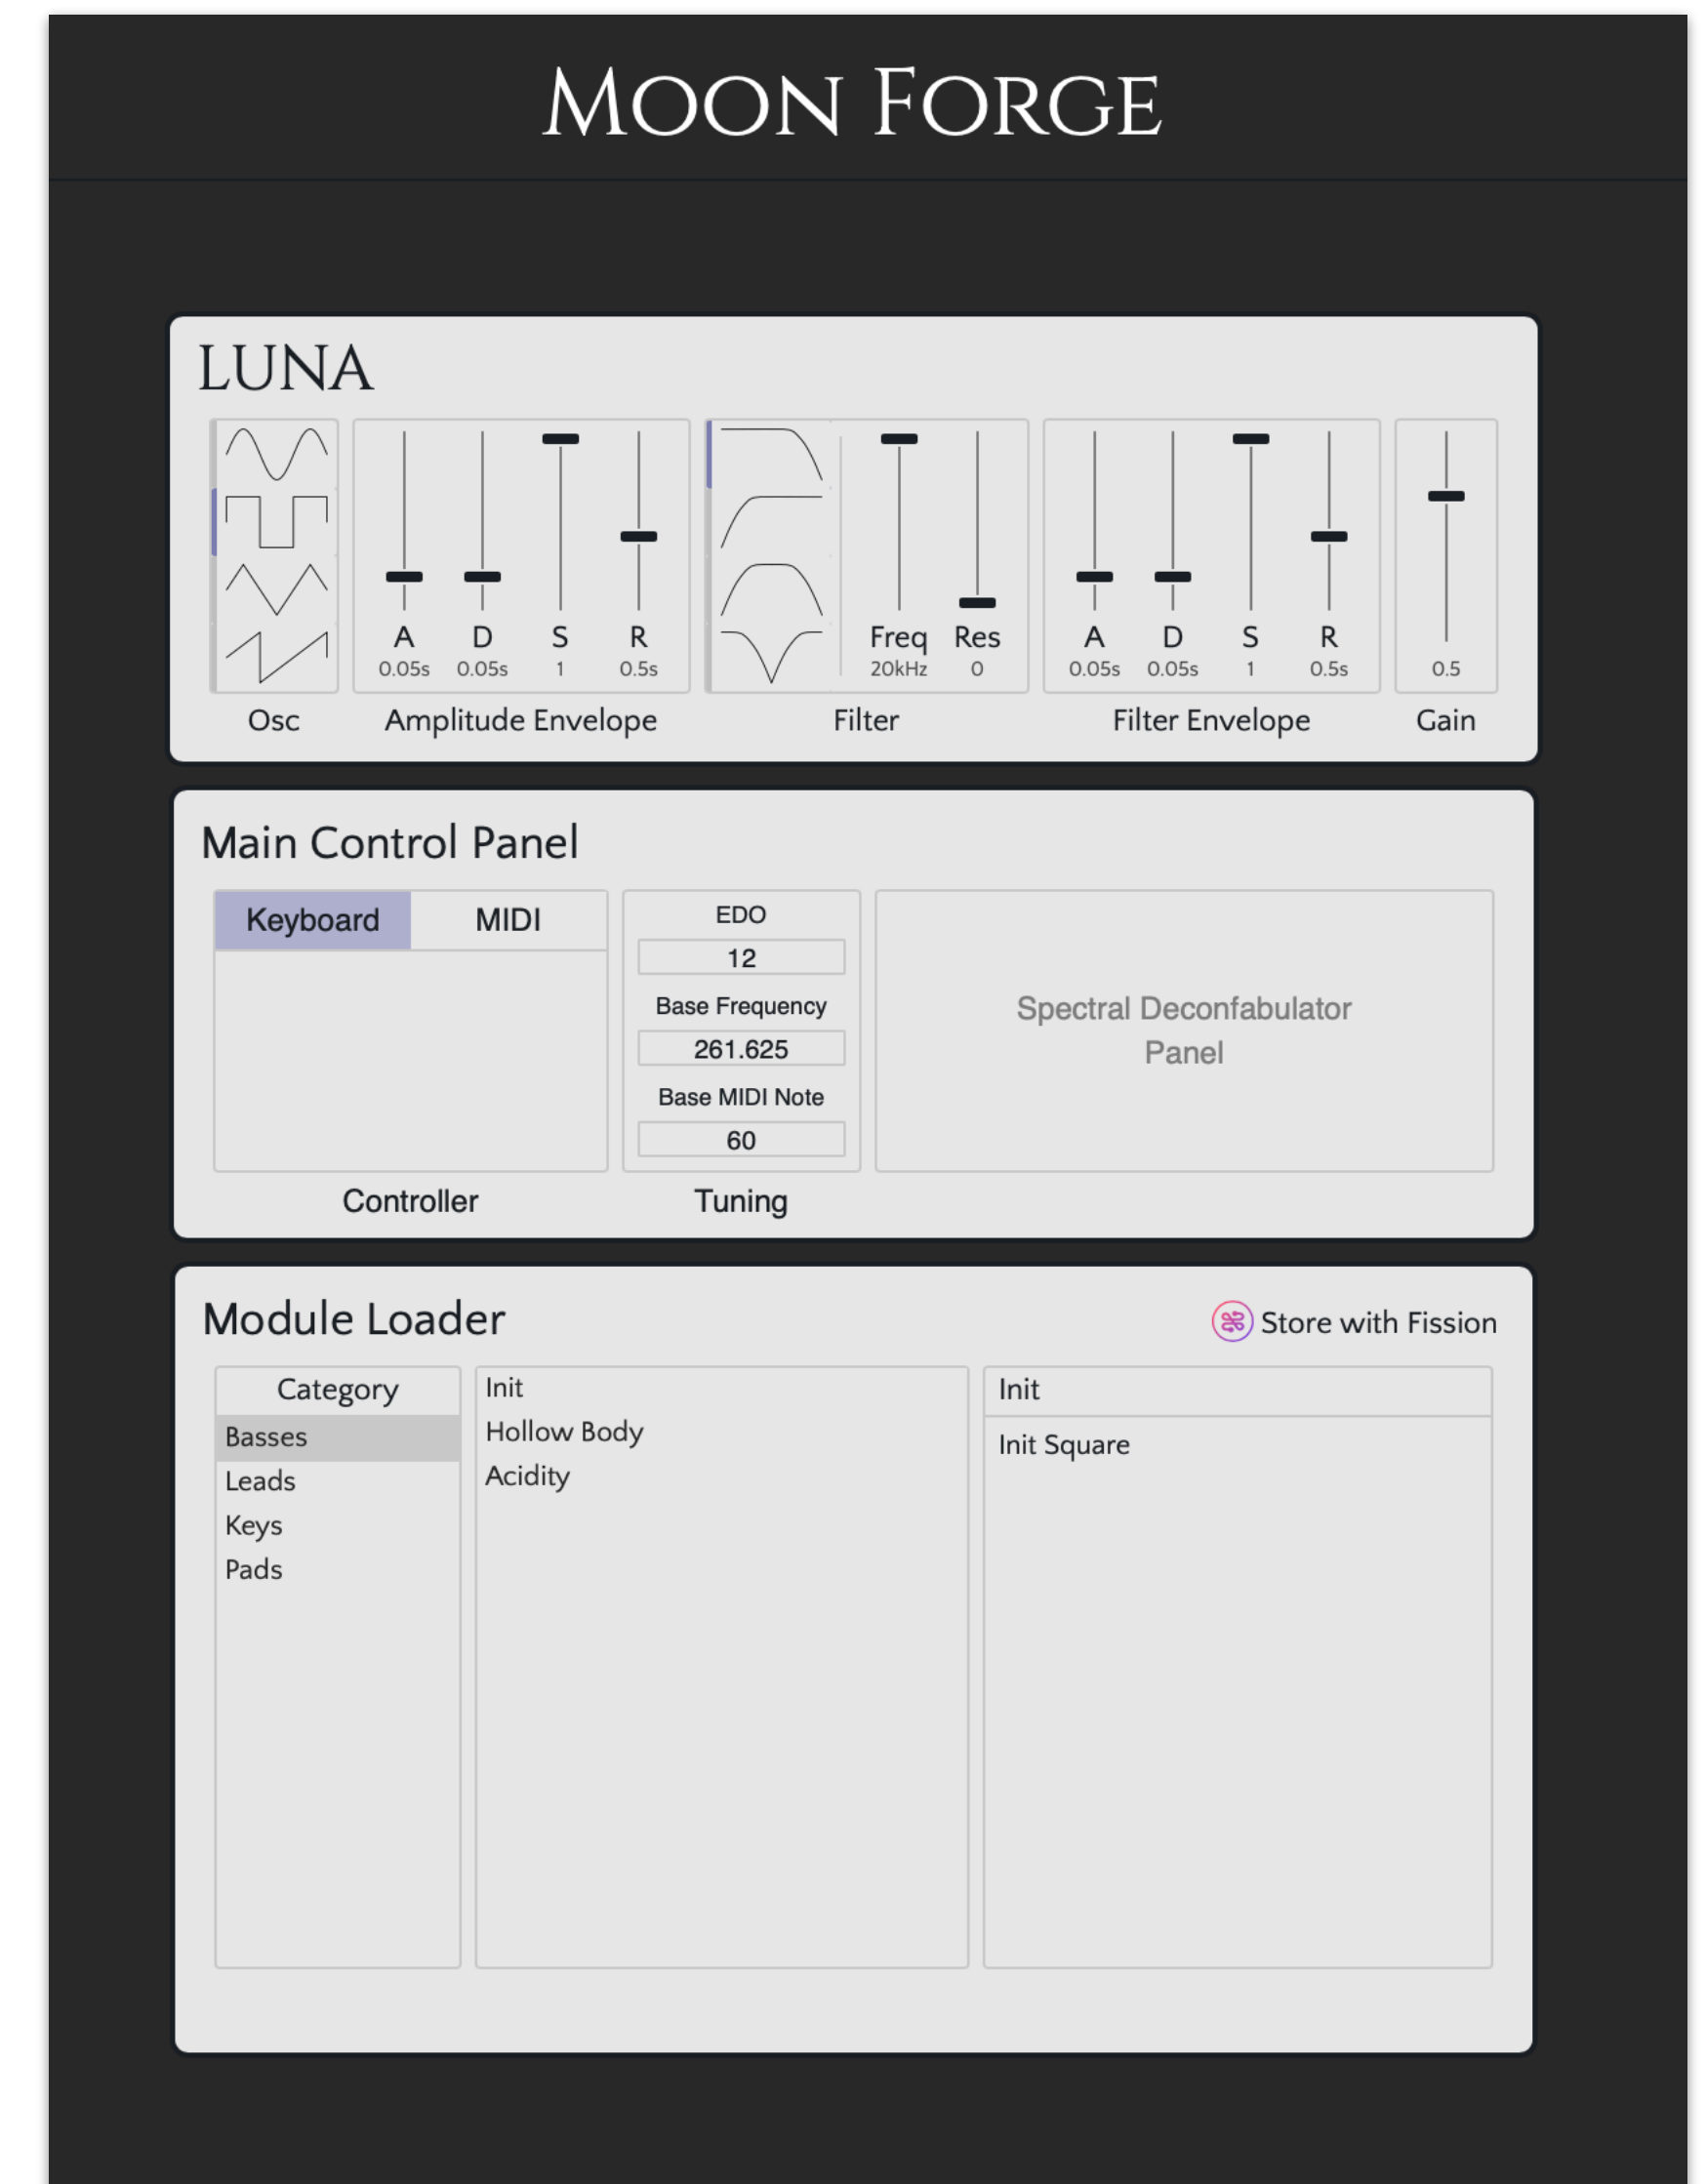 Moon Forge
LUNA
A D S R
0.05s 0.05s 1 0.5s
Freq Res
20kHz 0
A D S R
0.05s 0.05s 1 0.5s
0.5
Osc
Amplitude Envelope
Filter
Filter Envelope
Gain
Main Control Panel
Keyboard MIDI
Controller
EDO
12
Base Frequency
261.625
Base MIDI Note
60
Tuning
Spectral Deconfabulator
Panel
Module Loader
Store with Fission
Category
Basses
Leads
Keys
Pads
Init
Hollow Body
Acidity
Init
Init Square